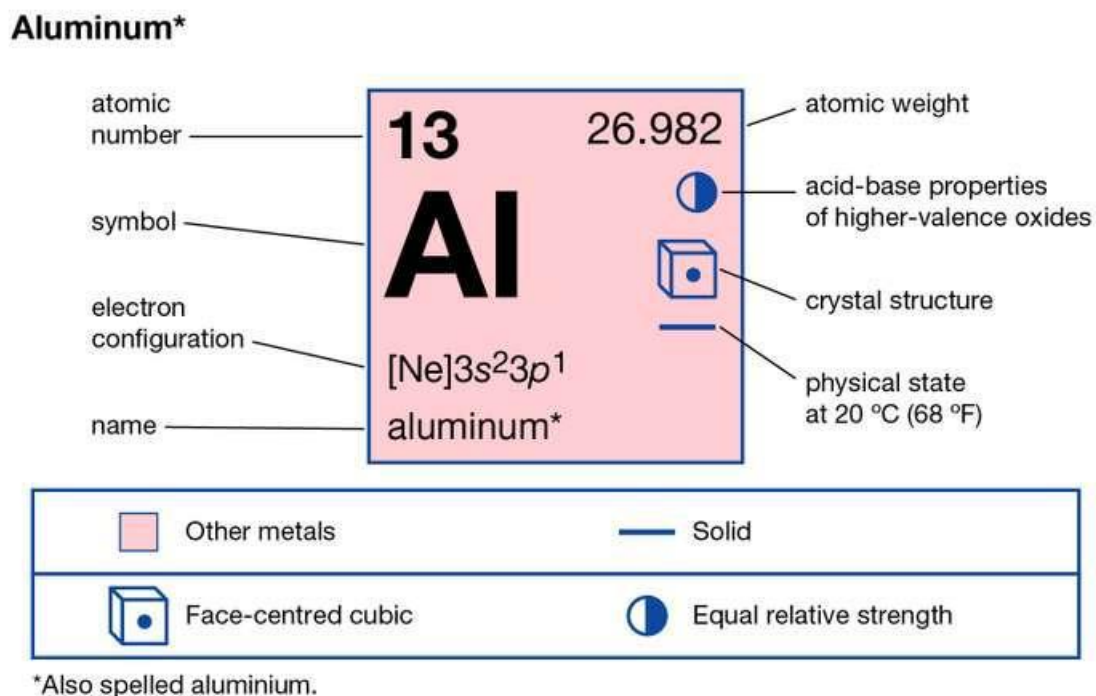 Aluminum*
atomic
number
symbol
electron
configuration
name
13
26.982
Al
[Ne]3s²3p¹
aluminum*
atomic weight
acid-base properties
of higher-valence oxides
crystal structure
physical state
at 20 ºC (68 ºF)
Other metals
Solid
Face-centred cubic
Equal relative strength
*Also spelled aluminium.